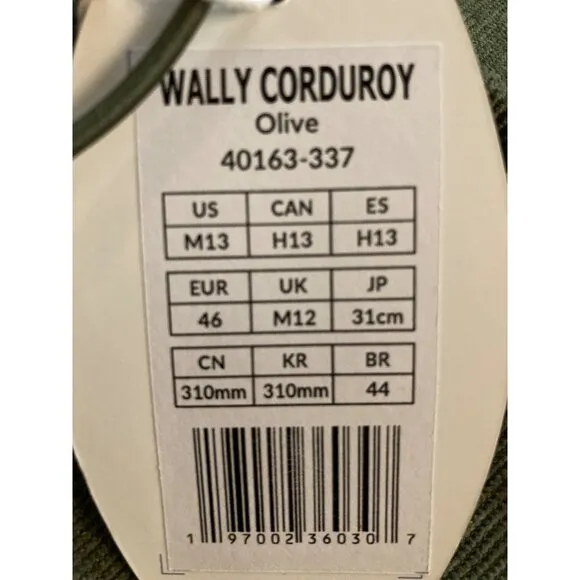 WALLY CORDUROY
Olive
40163-337
US CAN ES
M13 H13 H13
EUR UK JP
46 M12 31cm
CN KR BR
310mm 310mm 44
1 97002 36030 7